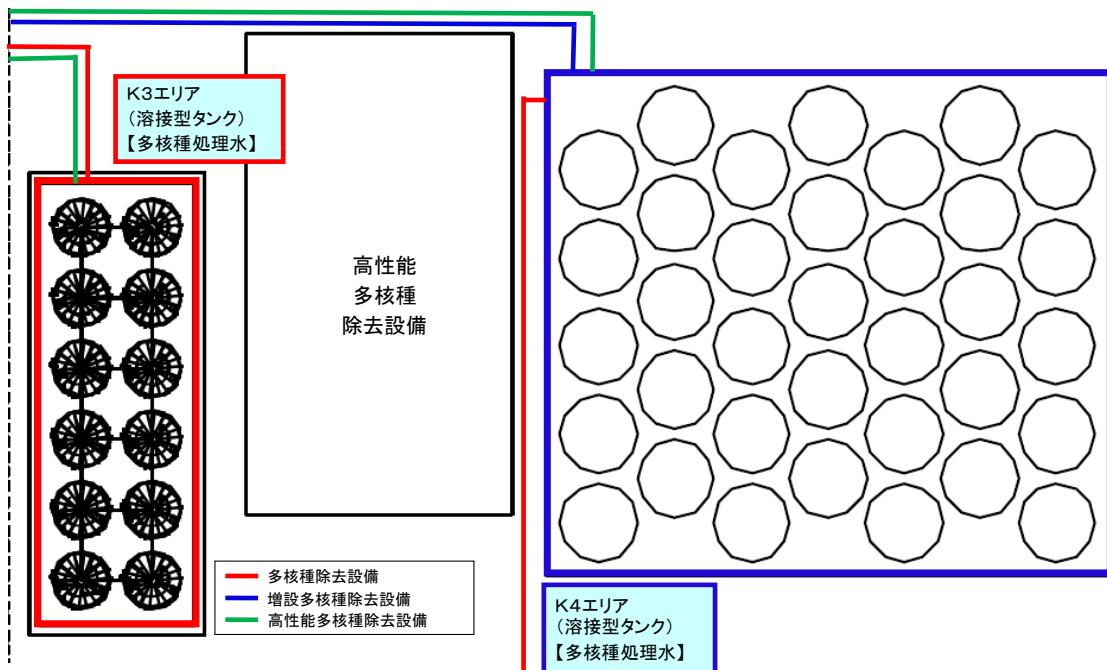 K3エリア
（溶接型タンク）
【多核種処理水】
高性能
多核種
除去設備
多核種除去設備
増設多核種除去設備
高性能多核種除去設備
K4エリア
（溶接型タンク）
【多核種処理水】